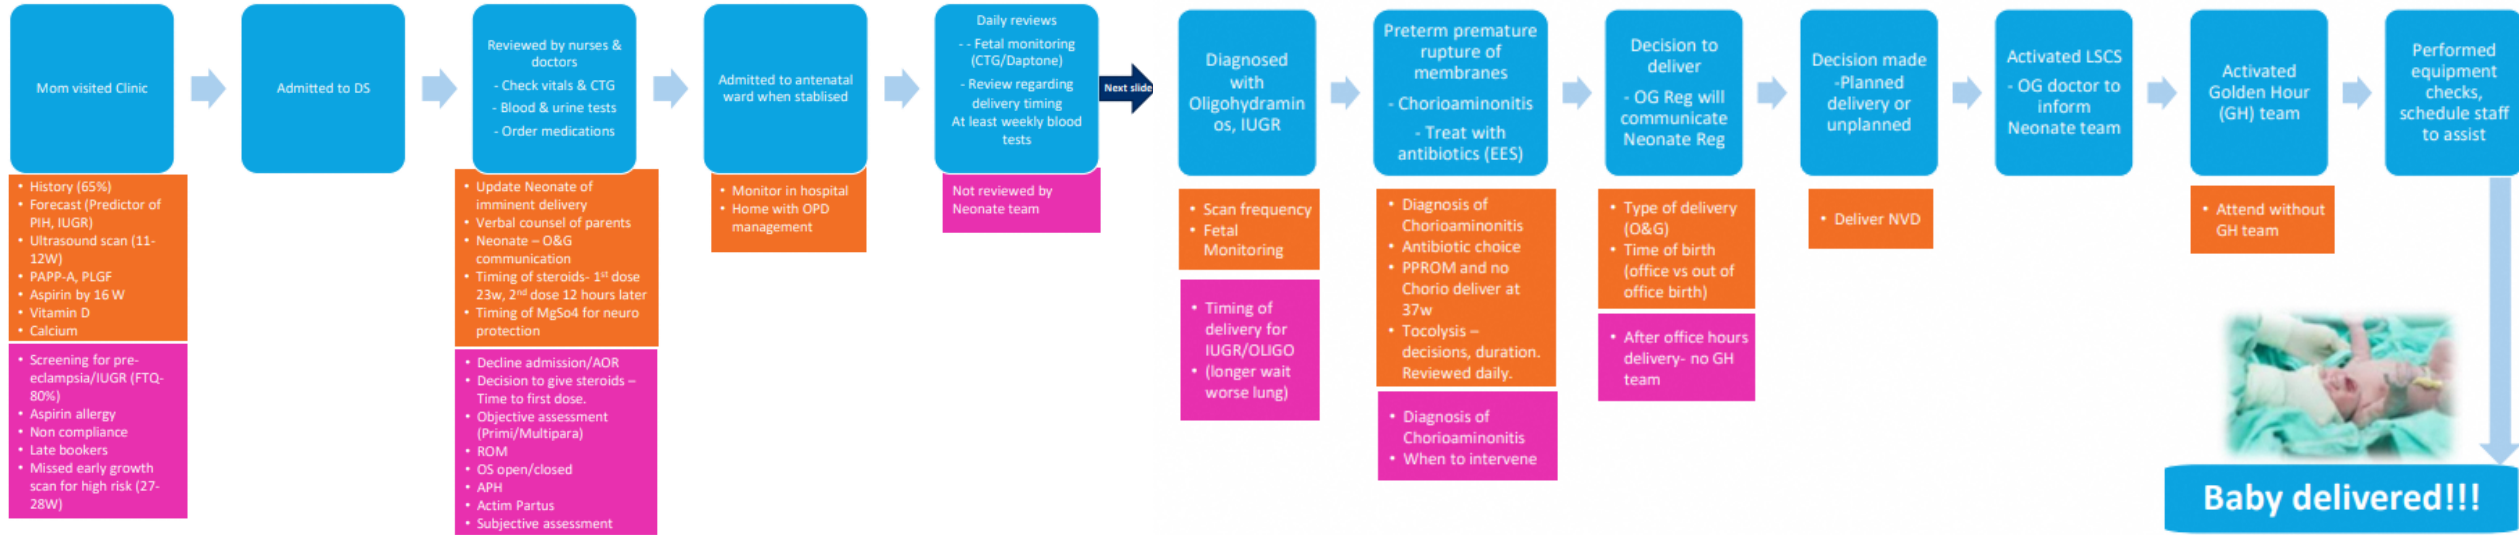 Mom visited Clinic
• History (65%)
• Forecast (Predictor of
PIH, IUGR)
• Ultrasound scan (11-
12W)
• PAPP-A, PLGF
• Aspirin by 16 W
• Vitamin D
• Calcium
• Screening for pre-
eclampsia/IUGR (FTQ-
80%)
• Aspirin allergy
• Non compliance
• Late bookers
• Missed early growth
scan for high risk (27-
28W)
Admitted to DS
Reviewed by nurses &
doctors
- Check vitals & CTG
- Blood & urine tests
- Order medications
• Update Neonate of
imminent delivery
• Verbal counsel of parents
• Neonate – O&G
communication
• Timing of steroids- 1st dose
23w, 2nd dose 12 hours later
• Timing of MgSo4 for neuro
protection
• Decline admission/AOR
• Decision to give steroids –
Time to first dose.
• Objective assessment
(Primi/Multipara)
• ROM
• OS open/closed
• APH
• Actim Partus
• Subjective assessment
Admitted to antenatal
ward when stablised
• Monitor in hospital
• Home with OPD
management
Daily reviews
- - Fetal monitoring
(CTG/Daptone)
- Review regarding
delivery timing
At least weekly blood
tests
Not reviewed by
Neonate team
Next slide
Diagnosed
with
Oligohydramin
os, IUGR
• Scan frequency
• Fetal
Monitoring
• Timing of
delivery for
IUGR/OLIGO
• (longer wait
worse lung)
Preterm premature
rupture of
membranes
- Chorioaminonitis
- Treat with
antibiotics (EES)
• Diagnosis of
Chorioaminonitis
• Antibiotic choice
• PPROM and no
Chorio deliver at
37w
• Tocolysis –
decisions, duration.
Reviewed daily.
• Diagnosis of
Chorioaminonitis
• When to intervene
Decision to
deliver
- OG Reg will
communicate
Neonate Reg
• Type of delivery
(O&G)
• Time of birth
(office vs out of
office birth)
• After office hours
delivery- no GH
team
Decision made
-Planned
delivery or
unplanned
• Deliver NVD
Activated LSCS
- OG doctor to
inform
Neonate team
Activated
Golden Hour
(GH) team
• Attend without
GH team
Performed
equipment
checks,
schedule staff
to assist
Baby delivered!!!